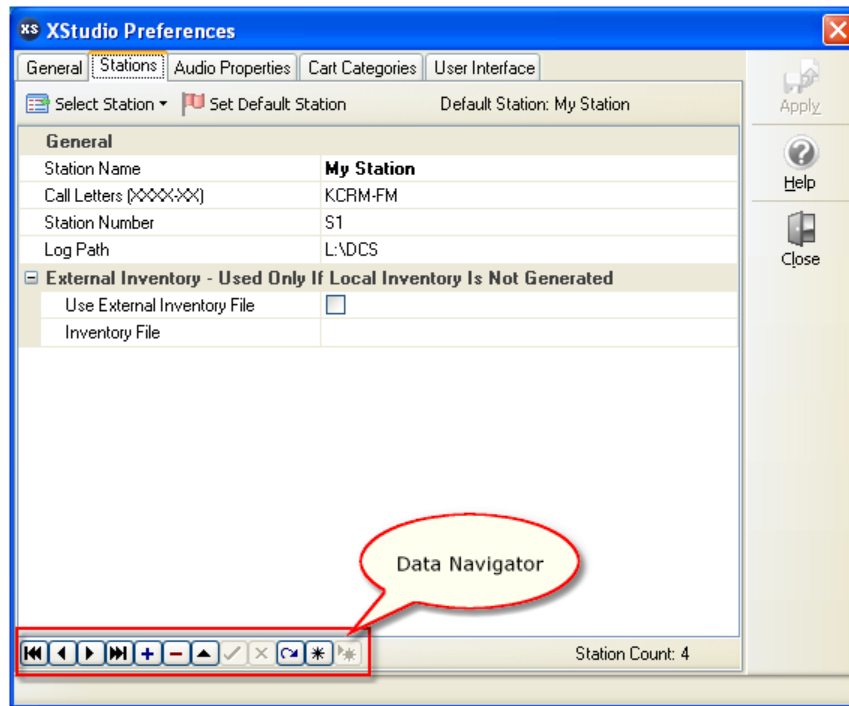 XS XStudio Preferences
General Stations Audio Properties Cart Categories User Interface
Select Station Set Default Station Default Station: My Station
Apply
General
Station Name My Station
Help
Call Letters (XXXX-XX) KCRM-FM
Station Number S1
Log Path L:\DCS
Close
External Inventory - Used Only If Local Inventory Is Not Generated
Use External Inventory File
Inventory File
Data Navigator
Station Count: 4